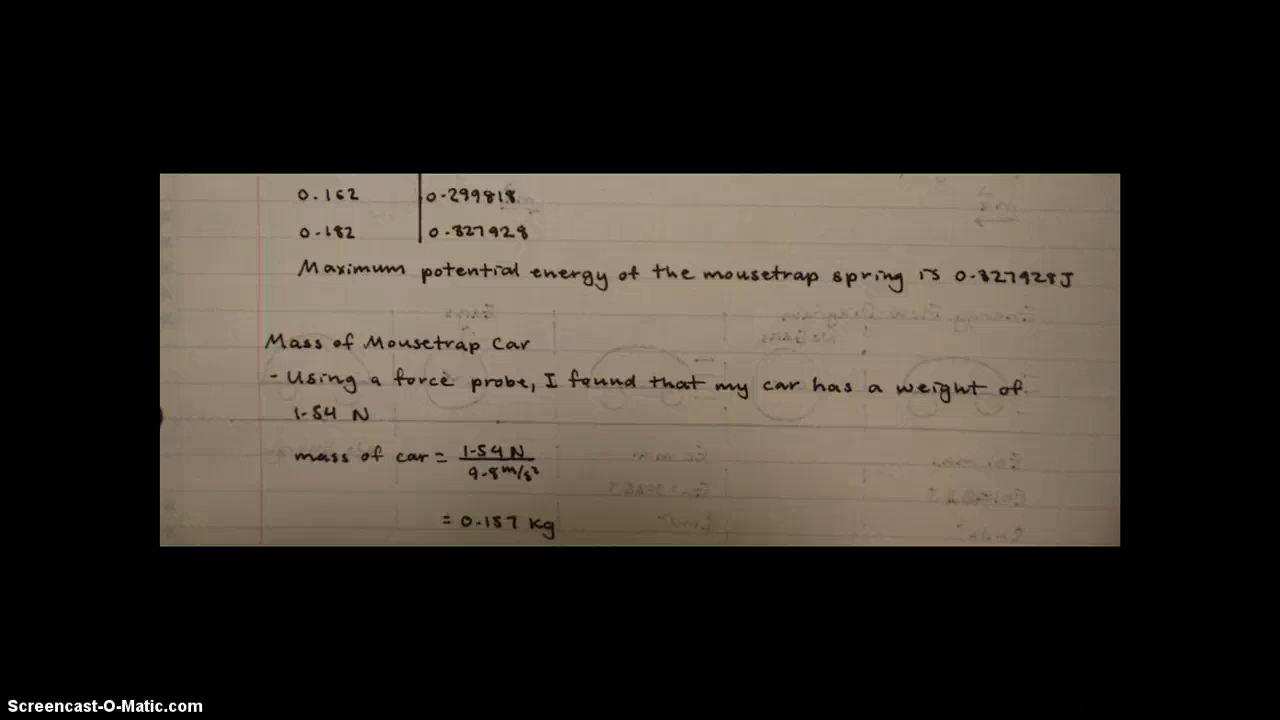 0.162 0.299818
0.182 0.327928
Maximum potential energy of the mousetrap spring is 0.327928J
Mass of Mousetrap Car
- Using a force probe, I found that my car has a weight of
1.54 N
mass of car = 1.54 N / 9.8 m/s²
= 0.157 kg
Screencast-O-Matic.com